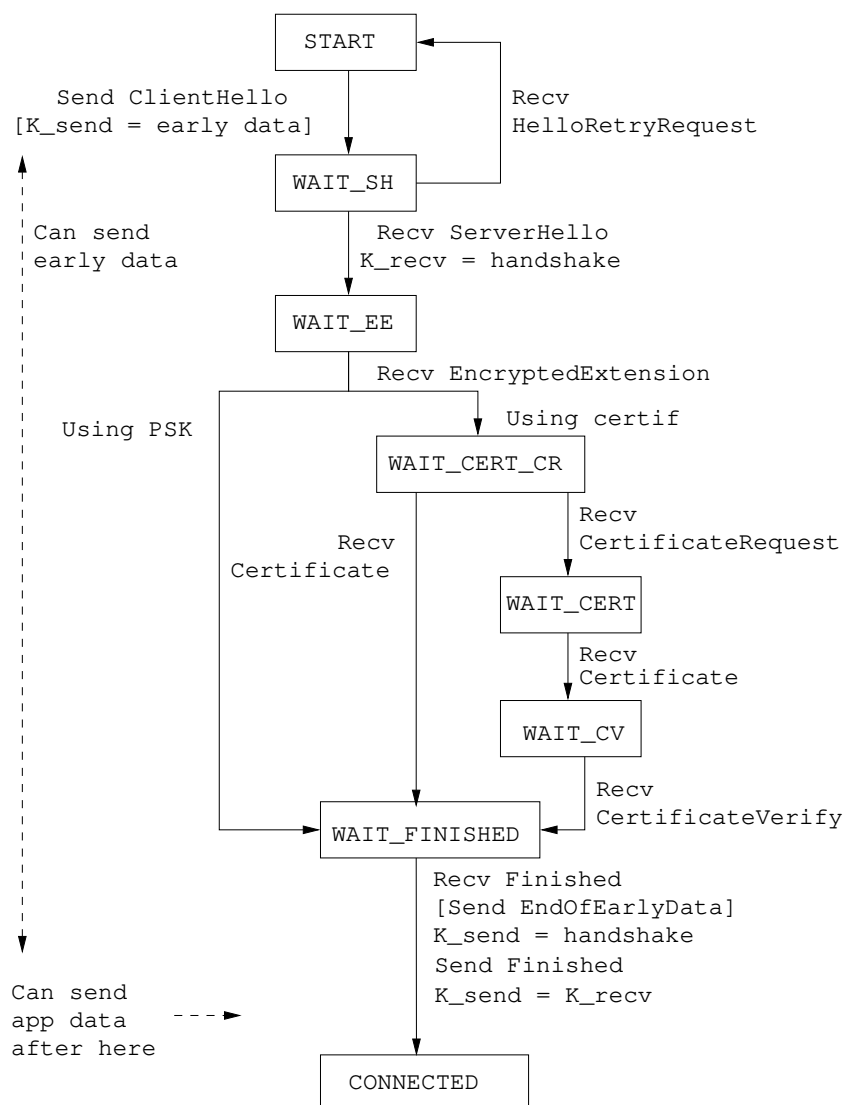 START
Send ClientHello
[K_send = early data]
Recv
HelloRetryRequest
WAIT_SH
Can send
early data
Recv ServerHello
K_recv = handshake
WAIT_EE
Recv EncryptedExtension
Using PSK
Using certif
WAIT_CERT_CR
Recv
Certificate
Recv
CertificateRequest
WAIT_CERT
Recv
Certificate
WAIT_CV
Recv
CertificateVerify
WAIT_FINISHED
Recv Finished
[Send EndOfEarlyData]
K_send = handshake
Send Finished
K_send = K_recv
Can send
app data
after here
CONNECTED